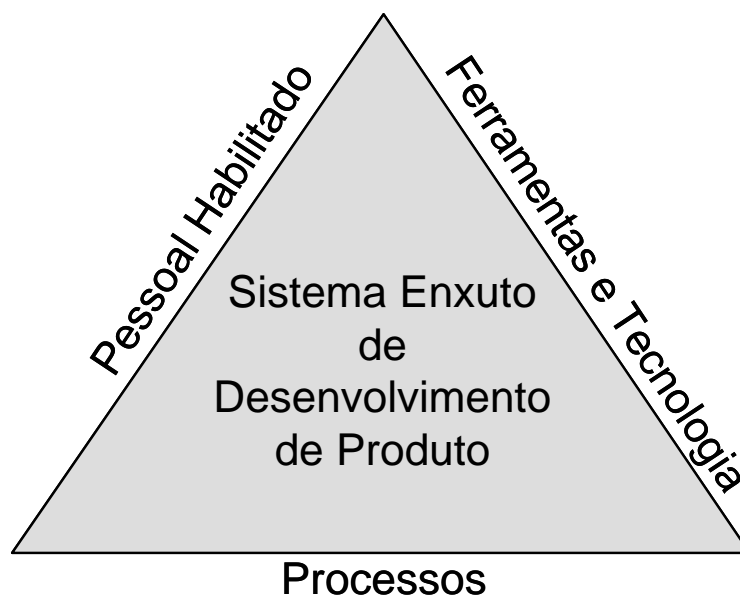 Pessoal Habilitado
Ferramentas e Tecnologia
Sistema Enxuto
de
Desenvolvimento
de Produto
Processos